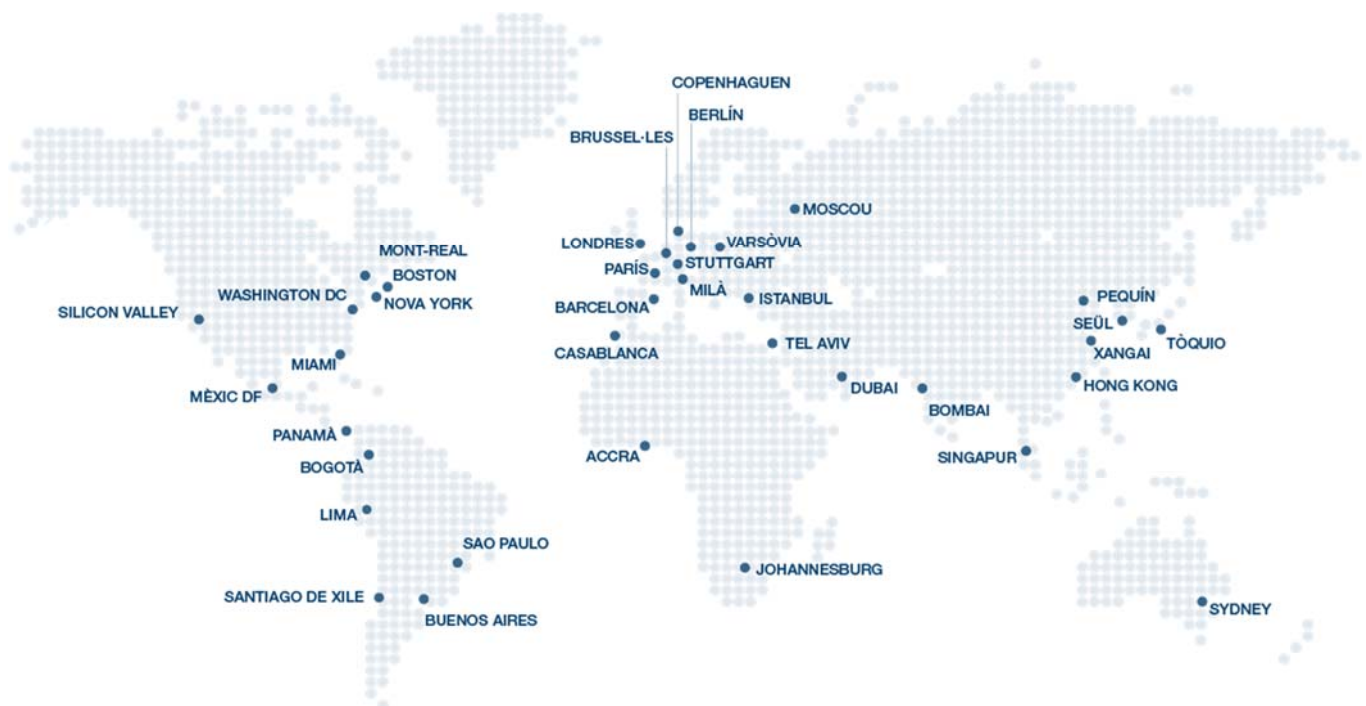 COPENHAGUEN
BERLÍN
BRUSSEL·LES
MOSCOU
LONDRES
VARSÒVIA
MONT-REAL
STUTTGART
PARÍS
BOSTON
MILÀ
WASHINGTON DC
NOVA YORK
ISTANBUL
PEQUÍN
BARCELONA
SILICON VALLEY
SEÜL
TÒQUIO
CASABLANCA
TEL AVIV
XANGAI
MIAMI
DUBAI
HONG KONG
MÈXIC DF
BOMBAI
PANAMÀ
ACCRA
SINGAPUR
BOGOTÀ
LIMA
SAO PAULO
JOHANNESBURG
SANTIAGO DE XILE
SYDNEY
BUENOS AIRES